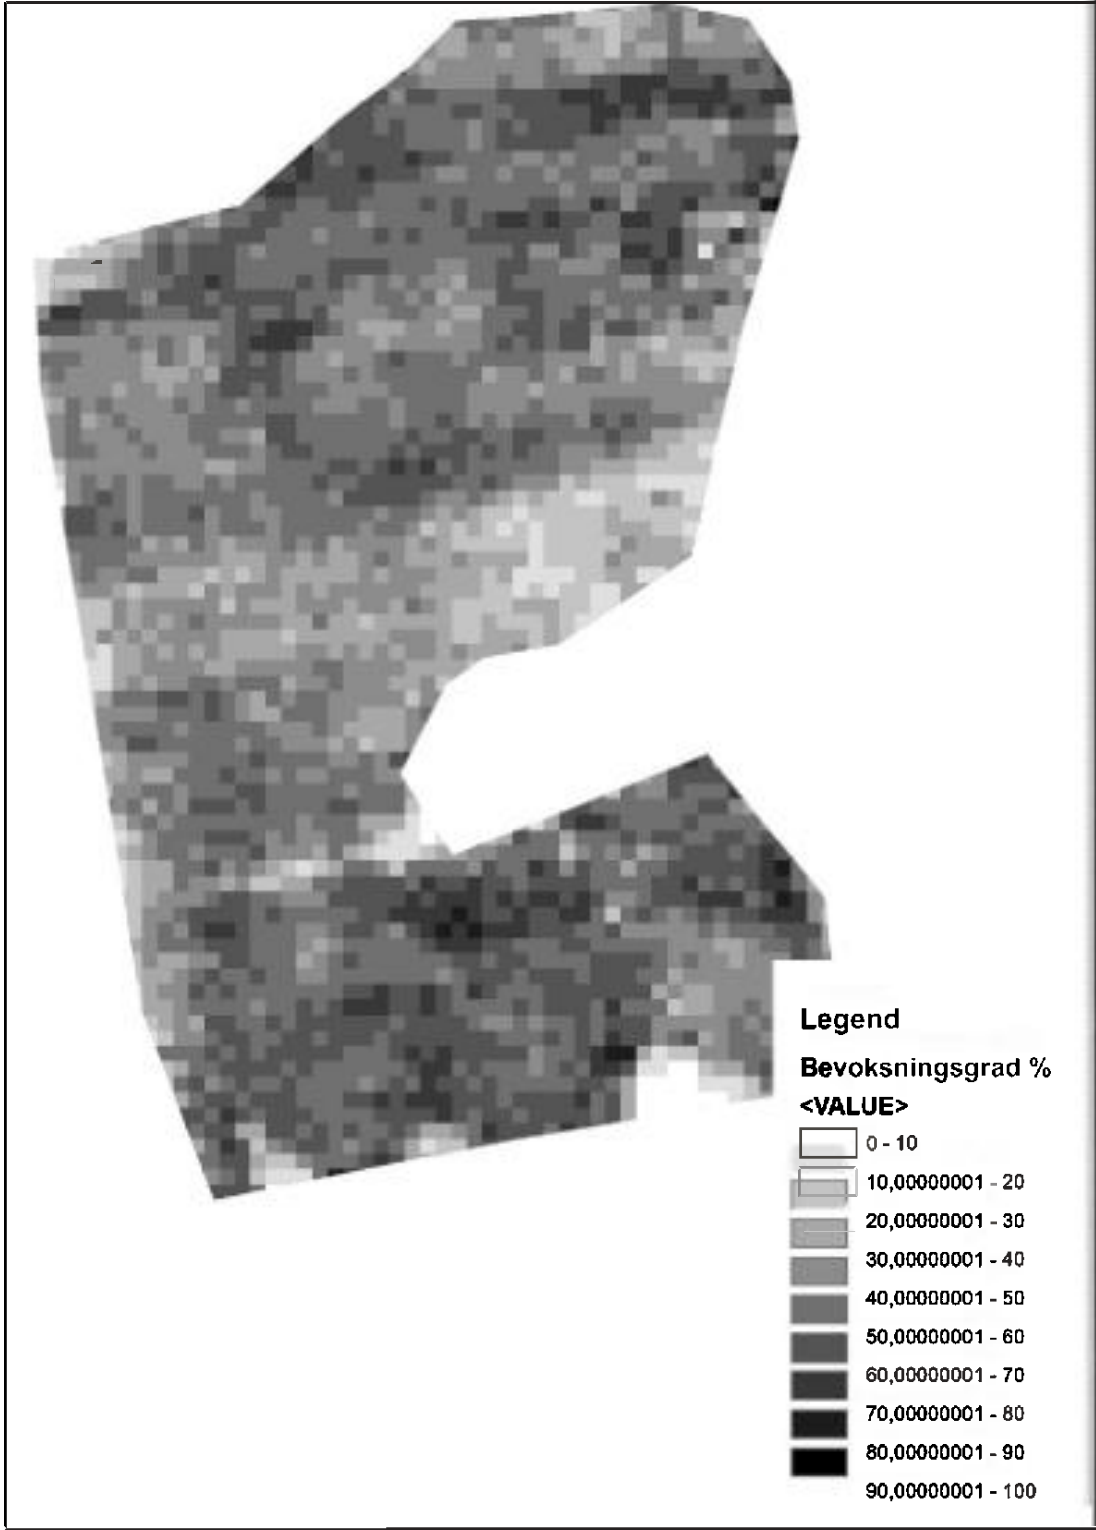 Legend
Bevoksningsgrad %
<VALUE>
0 - 10
10,00000001 - 20
20,00000001 - 30
30,00000001 - 40
40,00000001 - 50
50,00000001 - 60
60,00000001 - 70
70,00000001 - 80
80,00000001 - 90
90,00000001 - 100